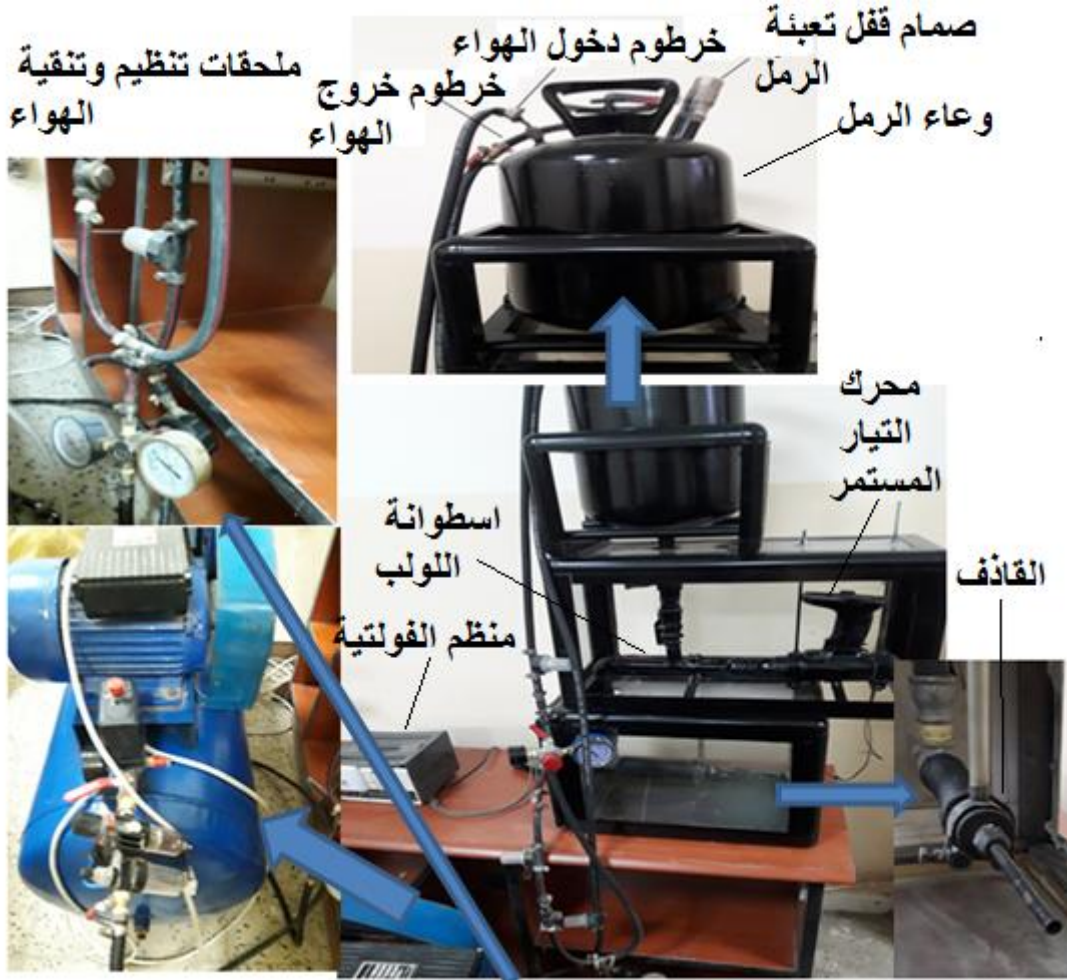 صمام قفل تعبئة
الرمل
خرطوم دخول الهواء
خرطوم خروج
الهواء
ملحقات تنظيم وتنقية
الهواء
وعاء الرمل
محرك
التيار
المستمر
اسطوانة
اللولب
القاذف
منظم الفولتية